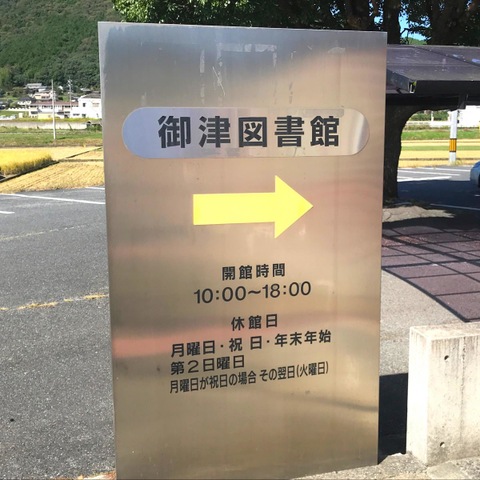 御津図書館
開館時間
10:00～18:00
休館日
月曜日・祝 日・年末年始
第2日曜日
月曜日が祝日の場合 その翌日(火曜日)